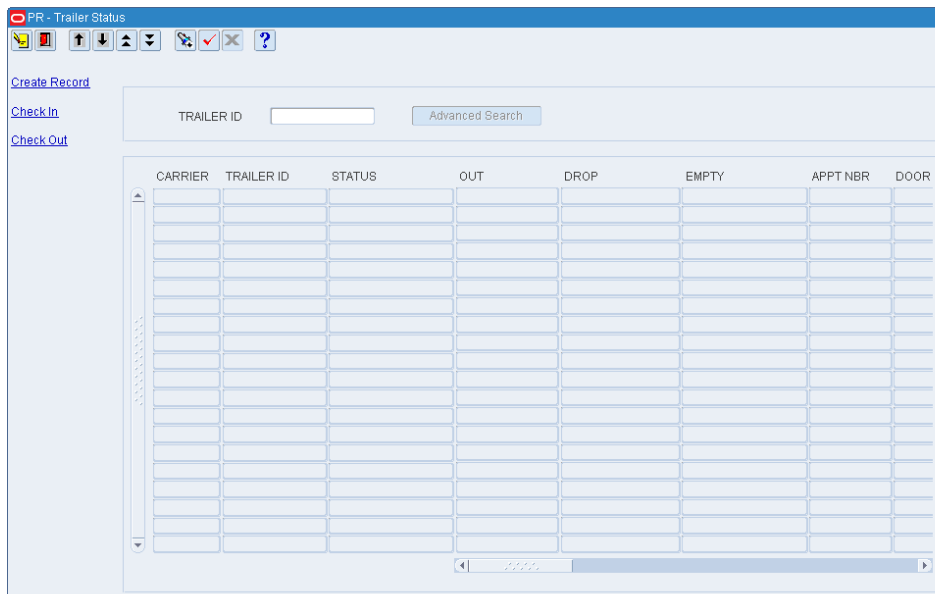 PR - Trailer Status
?
Create Record
Check In
Check Out
TRAILER ID
Advanced Search
CARRIER TRAILER ID STATUS OUT DROP EMPTY APPT NBR DOOR